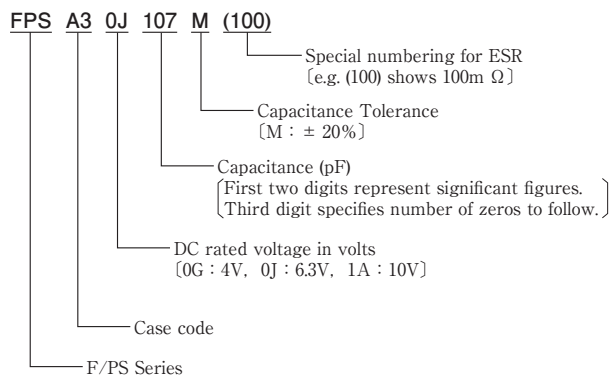 FPS A3 0J 107 M (100)
Special numbering for ESR
〔e.g. (100) shows 100m Ω〕
Capacitance Tolerance
〔M : ± 20%〕
Capacitance (pF)
First two digits represent significant figures.
Third digit specifies number of zeros to follow.
DC rated voltage in volts
〔0G : 4V, 0J : 6.3V, 1A : 10V〕
Case code
F/PS Series